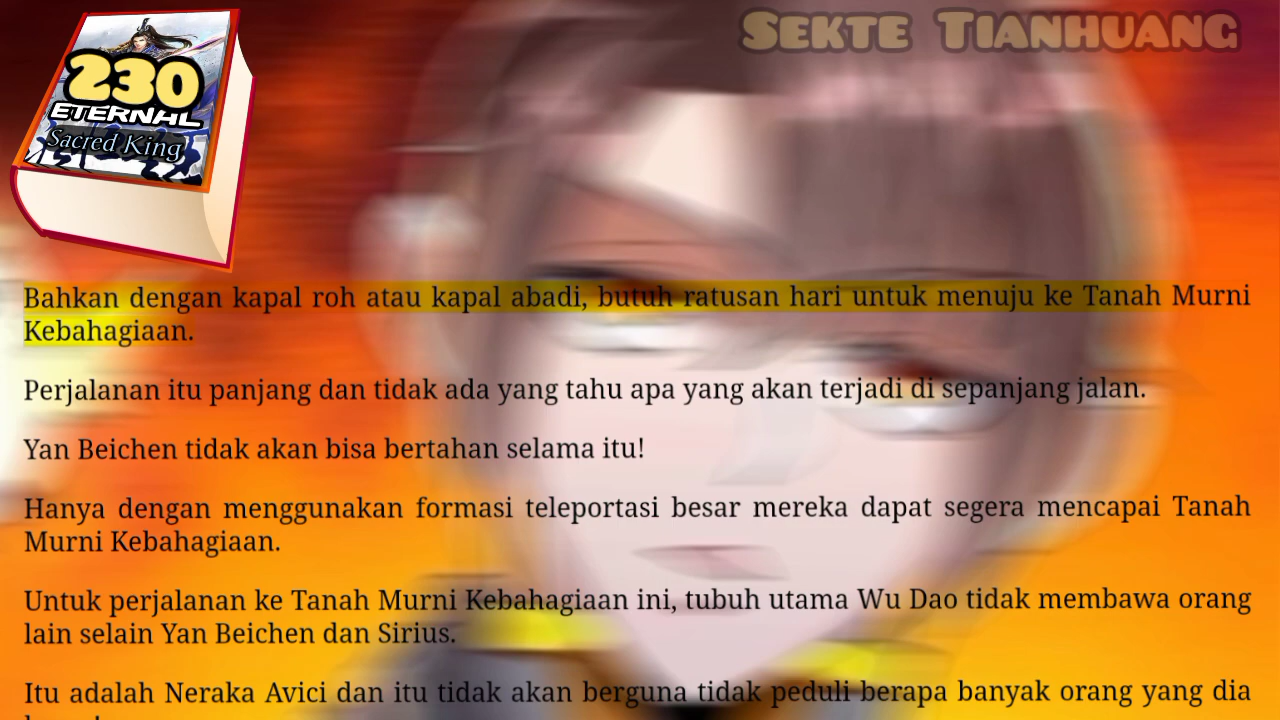 Sekte Tianhuang
230
ETERNAL
Sacred King
Bahkan dengan kapal roh atau kapal abadi, butuh ratusan hari untuk menuju ke Tanah Murni
Kebahagiaan.
Perjalanan itu panjang dan tidak ada yang tahu apa yang akan terjadi di sepanjang jalan.
Yan Beichen tidak akan bisa bertahan selama itu!
Hanya dengan menggunakan formasi teleportasi besar mereka dapat segera mencapai Tanah
Murni Kebahagiaan.
Untuk perjalanan ke Tanah Murni Kebahagiaan ini, tubuh utama Wu Dao tidak membawa orang
lain selain Yan Beichen dan Sirius.
Itu adalah Neraka Avici dan itu tidak akan berguna tidak peduli berapa banyak orang yang dia